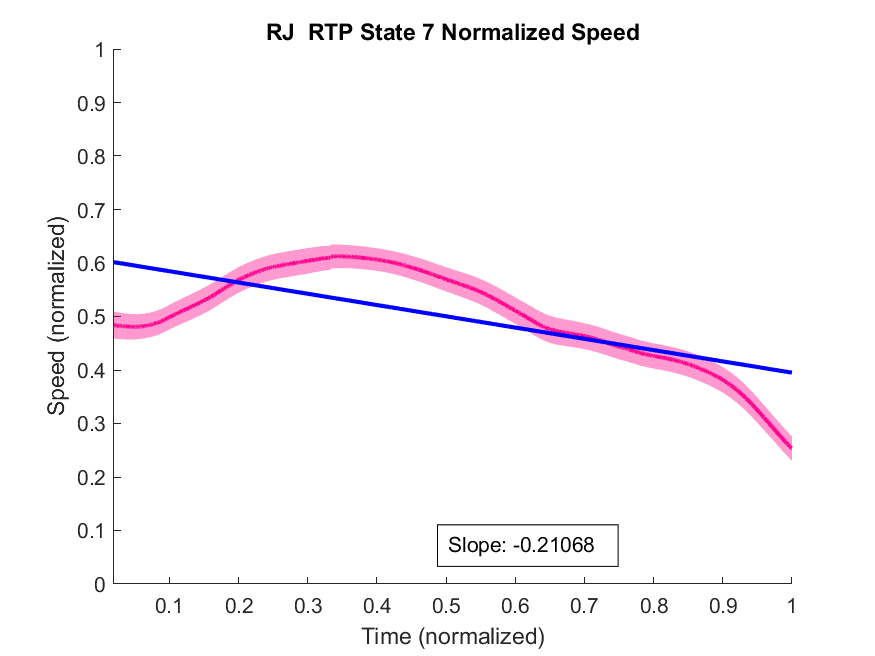 RJ  RTP State 7 Normalized Speed
1
0.9
0.8
0.7
0.6
0.5
0.4
0.3
0.2
0.1
0
Speed (normalized)
Slope: -0.21068
0.1 0.2 0.3 0.4 0.5 0.6 0.7 0.8 0.9 1
Time (normalized)